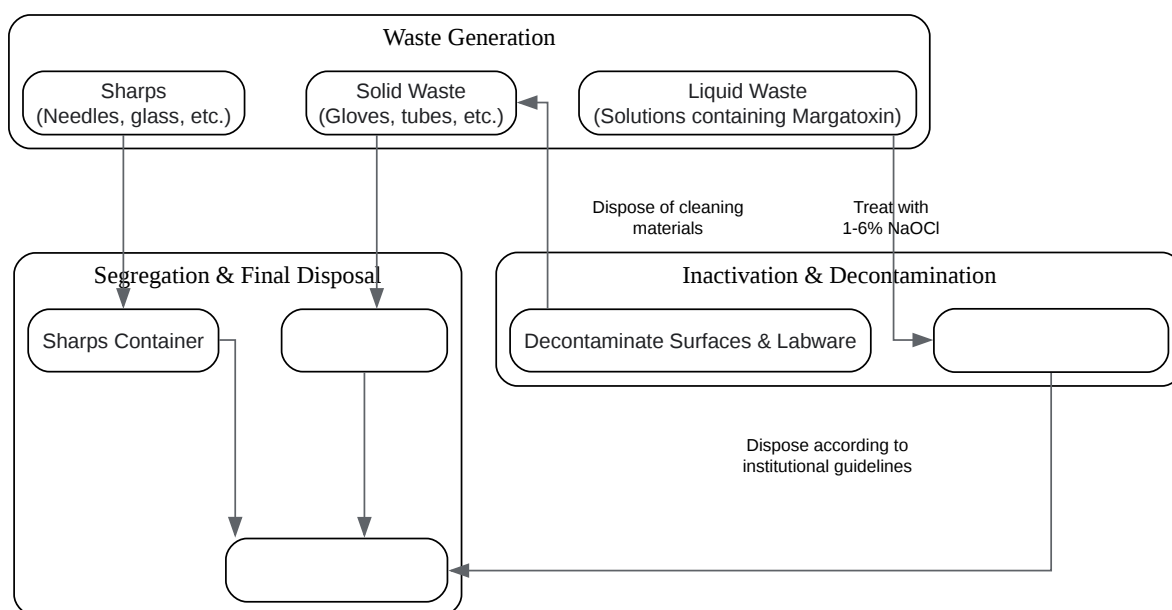 Waste Generation
Sharps
(Needles, glass, etc.)
Solid Waste
(Gloves, tubes, etc.)
Liquid Waste
(Solutions containing Margatoxin)
Dispose of cleaning
materials
Treat with
1-6% NaOCl
Segregation & Final Disposal
Inactivation & Decontamination
Sharps Container
Decontaminate Surfaces & Labware
Dispose according to
institutional guidelines